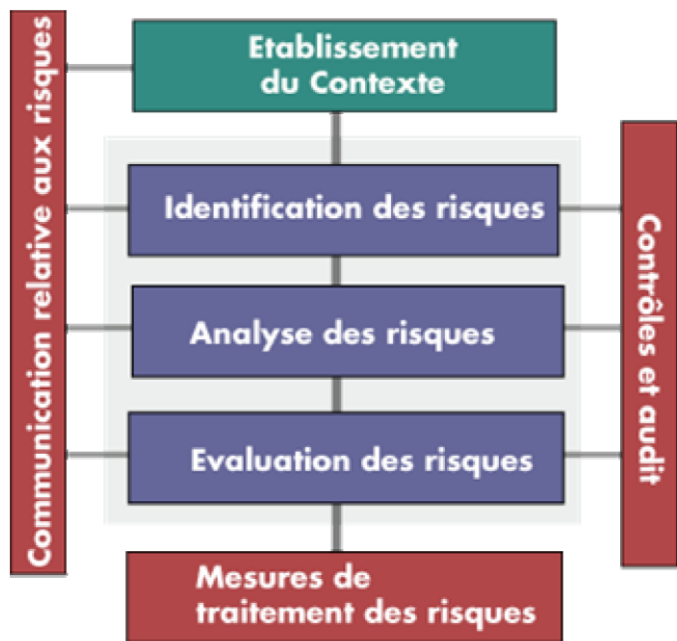 Communication relative aux risques
Etablissement
du Contexte
Identification des risques
Analyse des risques
Evaluation des risques
Mesures de
traitement des risques
Contrôles et audit